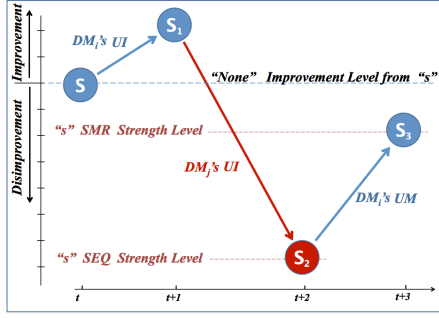 Improvement
Disimprovement
S₁
DMᵢ's UI
S
"None" Improvement Level from "s"
"s" SMR Strength Level
S₃
DMⱼ's UI
DMᵢ's UM
"s" SEQ Strength Level
S₂
t
t+1
t+2
t+3